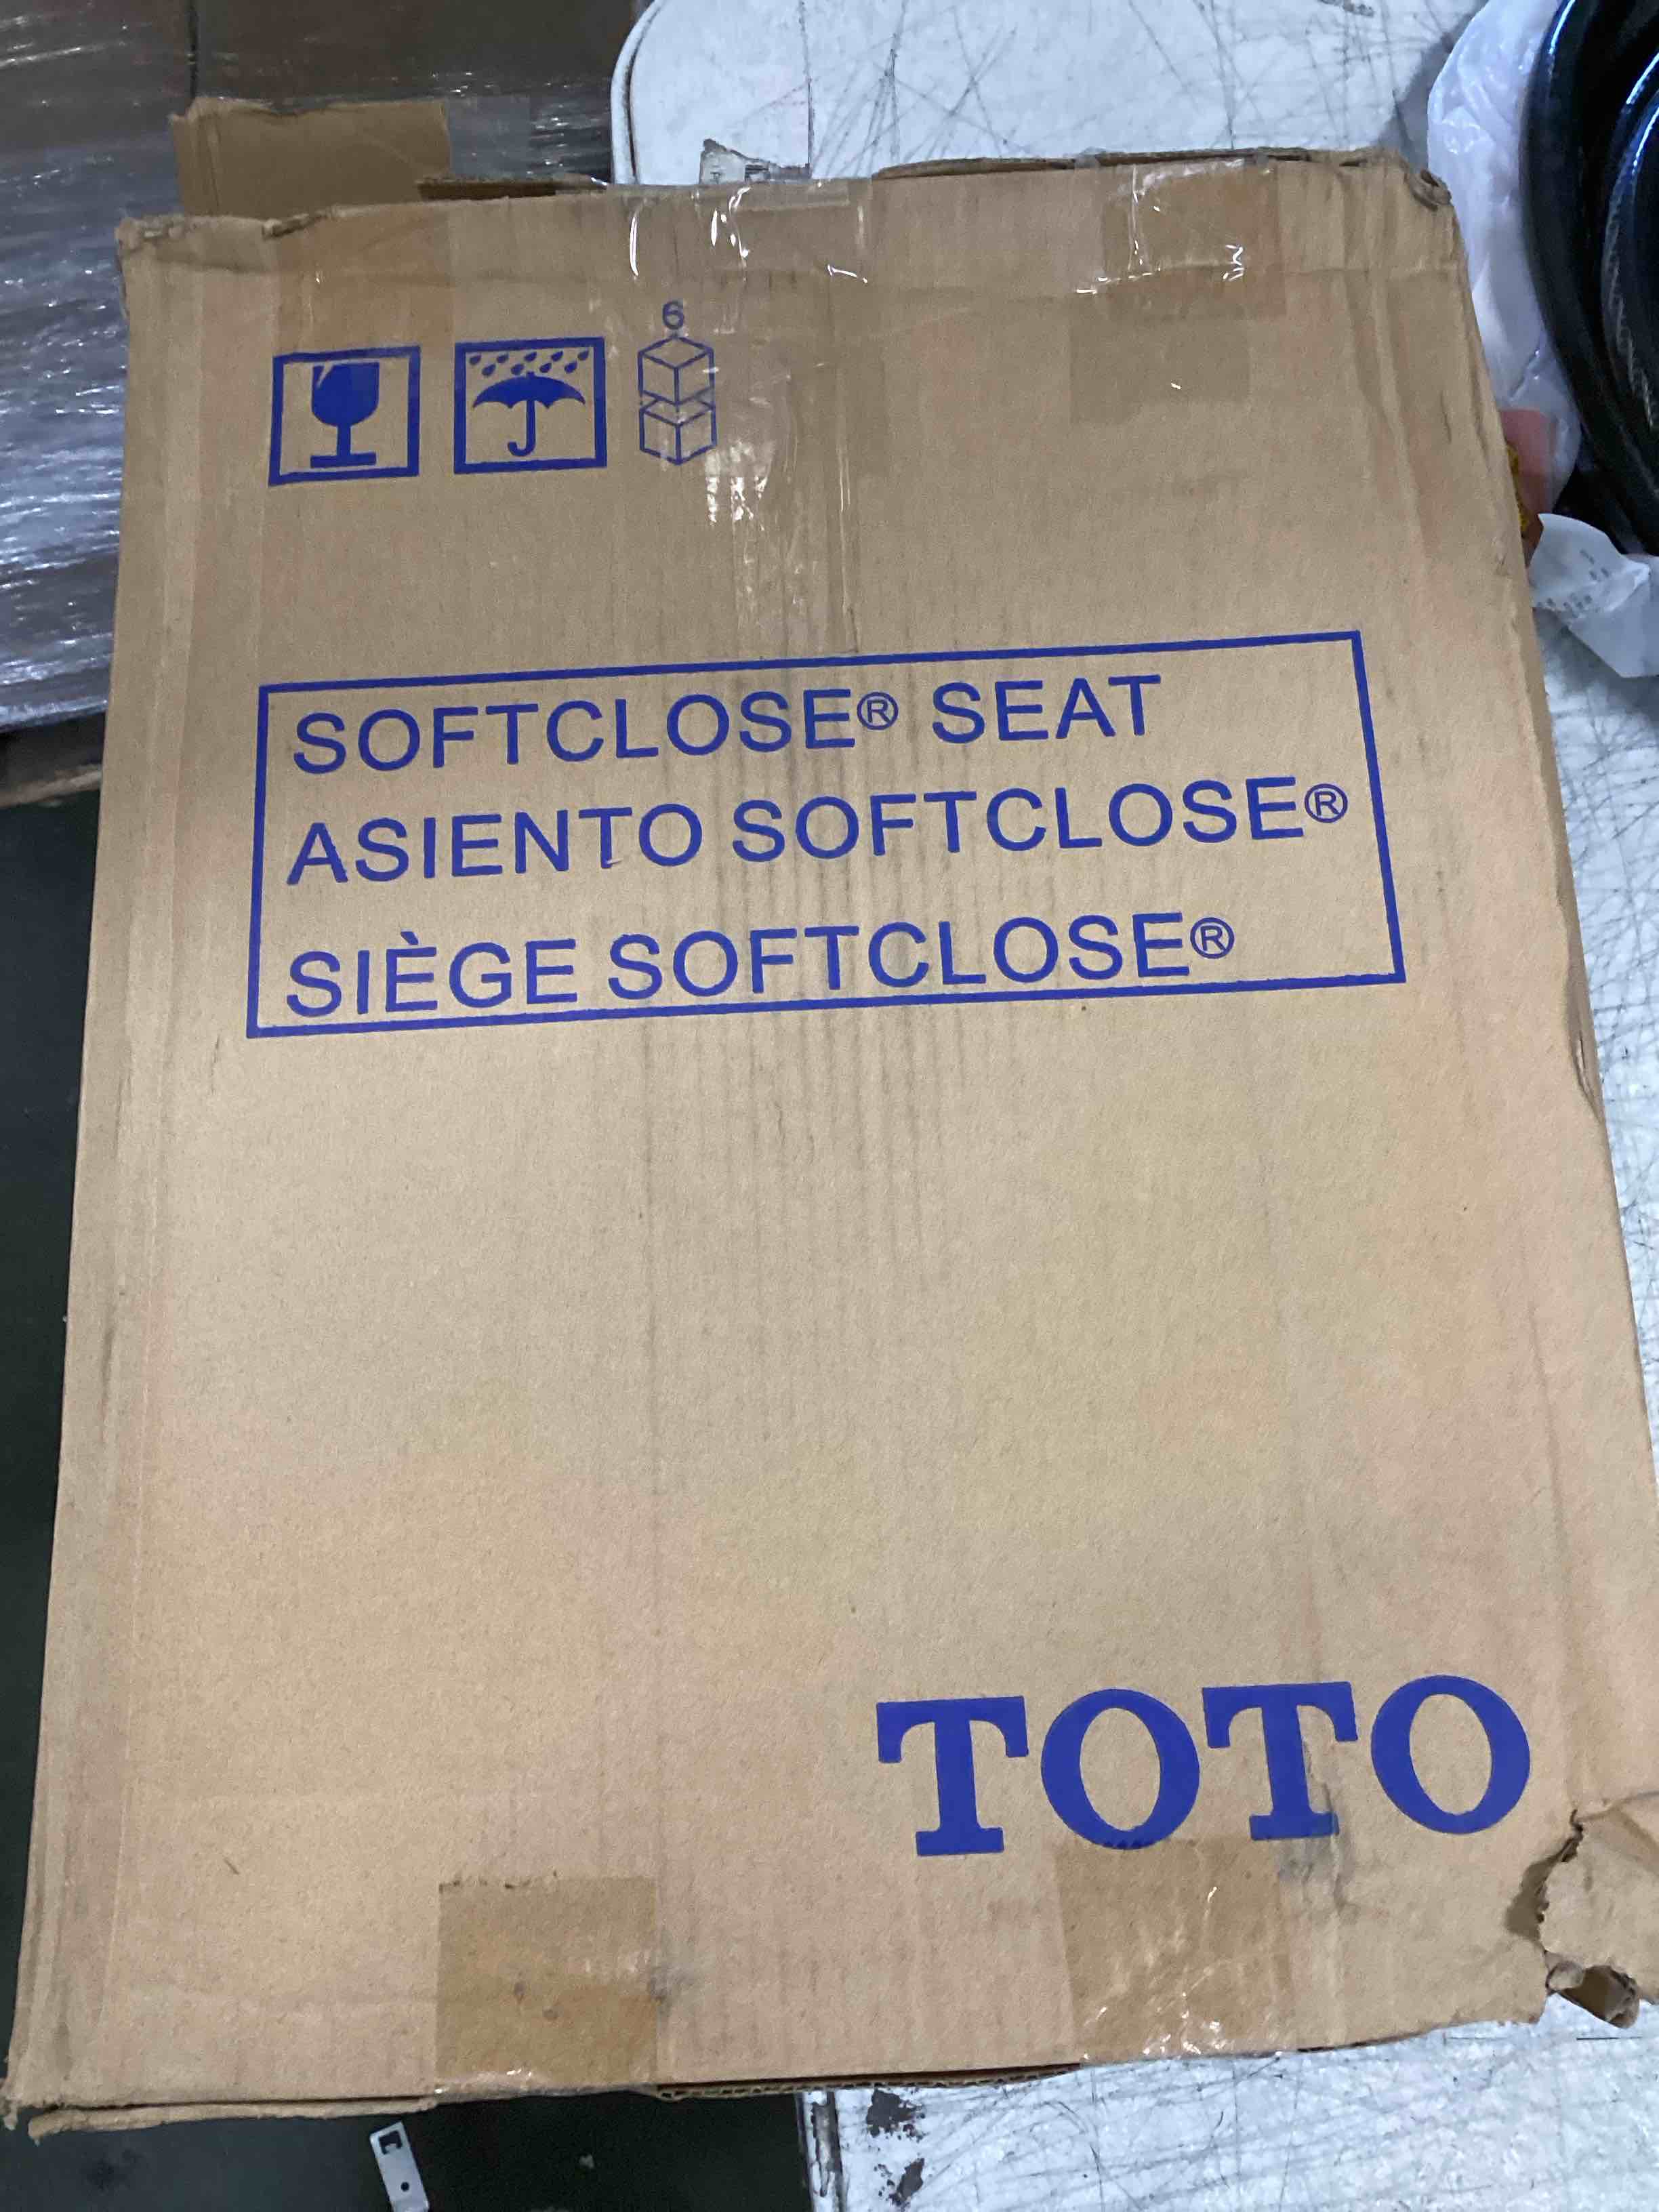 6
SOFTCLOSE® SEAT
ASIENTO SOFTCLOSE®
SIÈGE SOFTCLOSE®
TOTO